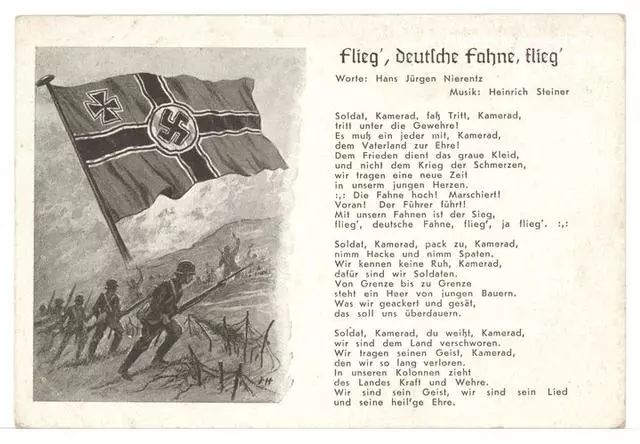 Flieg', deutsche Fahne, flieg'
Worte: Hans Jürgen Nierentz
Musik: Heinrich Steiner
Soldat, Kamerad, faß Tritt, Kamerad,
tritt unter die Gewehre!
Es muß ein jeder mit, Kamerad,
dem Vaterland zur Ehre!
Dem Frieden dient das graue Kleid,
und nicht dem Krieg der Schmerzen,
wir tragen eine neue Zeit
in unserm jungen Herzen.
:,: Die Fahne hoch! Marschiert!
Voran! Der Führer führt!
Mit unsern Fahnen ist der Sieg,
flieg', deutsche Fahne, flieg', ja flieg'. :,:
Soldat, Kamerad, pack zu, Kamerad,
nimm Hacke und nimm Spaten.
Wir kennen keine Ruh, Kamerad,
dafür sind wir Soldaten.
Von Grenze bis zu Grenze
steht ein Heer von jungen Bauern.
Was wir geackert und gesät,
das soll uns überdauern.
Soldat, Kamerad, du weißt, Kamerad,
wir sind dem Land verschworen.
Wir tragen seinen Geist, Kamerad,
den wir so lang verloren.
In unseren Kolonnen zieht
des Landes Kraft und Wehre.
Wir sind sein Geist, wir sind sein Lied
und seine heil'ge Ehre.